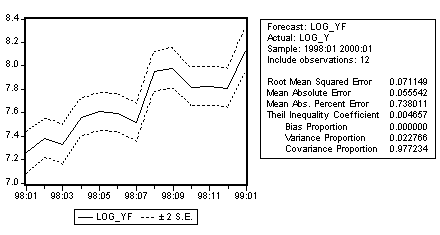 8.4
8.2
8.0
7.8
7.6
7.4
7.2
7.0
98:01 98:03 98:05 98:07 98:09 98:11 99:01
LOG_YF ± 2 S.E.
Forecast: LOG_YF
Actual: LOG_Y
Sample: 1998:01 2000:01
Include observations: 12
Root Mean Squared Error 0.071149
Mean Absolute Error 0.055542
Mean Abs. Percent Error 0.738011
Theil Inequality Coefficient 0.004657
Bias Proportion 0.000000
Variance Proportion 0.022766
Covariance Proportion 0.977234